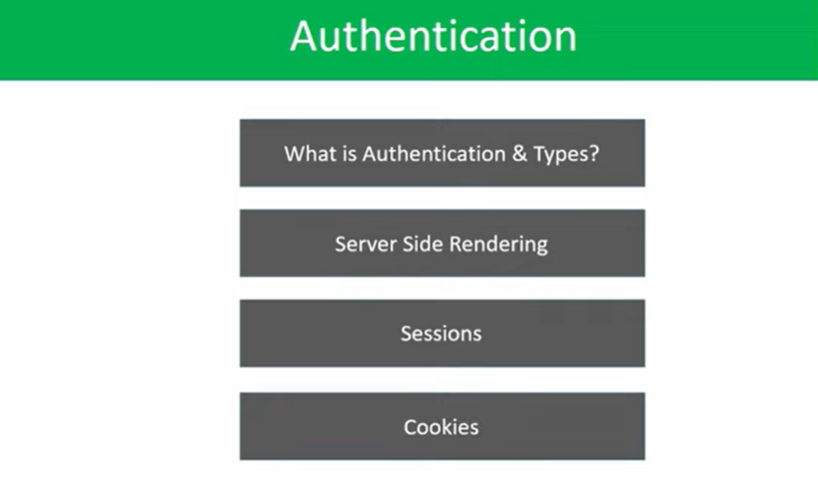 Authentication
What is Authentication & Types?
Server Side Rendering
Sessions
Cookies